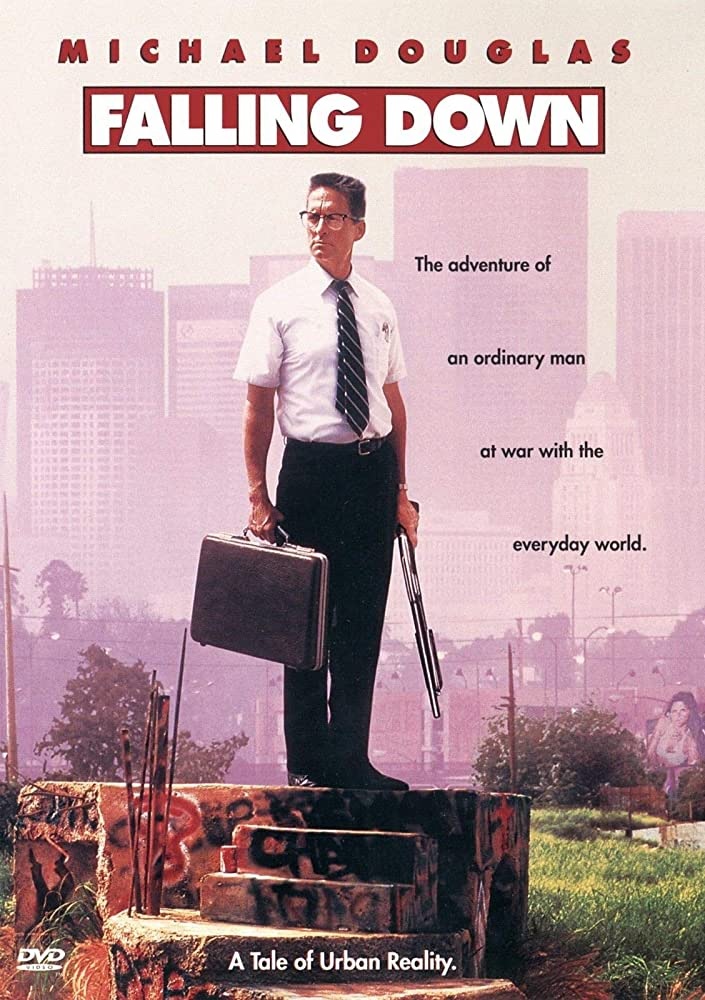 MICHAEL DOUGLAS
FALLING DOWN
The adventure of
an ordinary man
at war with the
everyday world.
A Tale of Urban Reality.
DVD
VIDEO